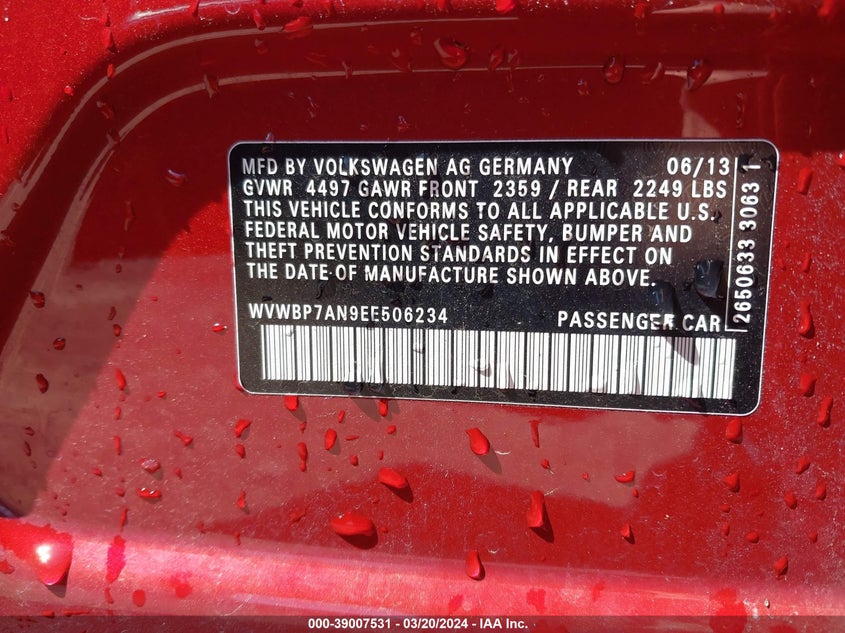 MFD BY VOLKSWAGEN AG GERMANY 06/13
GVWR 4497 GAWR FRONT 2359 / REAR 2249 LBS
THIS VEHICLE CONFORMS TO ALL APPLICABLE U.S.
FEDERAL MOTOR VEHICLE SAFETY, BUMPER AND
THEFT PREVENTION STANDARDS IN EFFECT ON
THE DATE OF MANUFACTURE SHOWN ABOVE.
WVWBP7AN9EE506234 PASSENGER CAR
2650633 3063 1
000-39007531 - 03/20/2024 - IAA Inc.